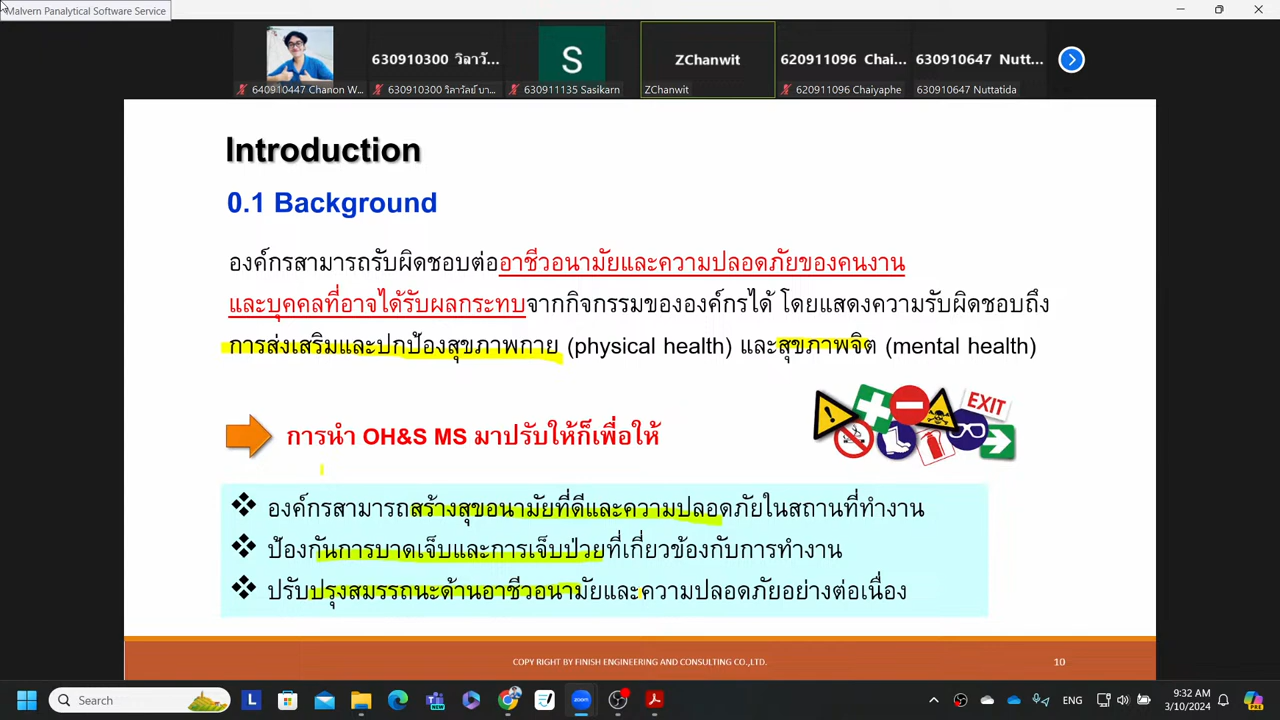 Malvern Panalytical Software Service
630910300 วิลาวั...
S
ZChanwit
620911096 Chai...
630910647 Nutt...
640910447 Chanon W...
630910300 วิลาวัลย์ บา...
630911135 Sasikarn
ZChanwit
620911096 Chaiyaphe
630910647 Nuttatida
Introduction
0.1 Background
องค์กรสามารถรับผิดชอบต่ออาชีวอนามัยและความปลอดภัยของคนงาน
และบุคคลที่อาจได้รับผลกระทบจากกิจกรรมขององค์กรได้ โดยแสดงความรับผิดชอบถึง
การส่งเสริมและปกป้องสุขภาพกาย (physical health) และสุขภาพจิต (mental health)
EXIT
การนำ OH&S MS มาปรับให้ก็เพื่อให้
❖ องค์กรสามารถสร้างสุขอนามัยที่ดีและความปลอดภัยในสถานที่ทำงาน
❖ ป้องกันการบาดเจ็บและการเจ็บป่วยที่เกี่ยวข้องกับการทำงาน
❖ ปรับปรุงสมรรถนะด้านอาชีวอนามัยและความปลอดภัยอย่างต่อเนื่อง
COPY RIGHT BY FINISH ENGINEERING AND CONSULTING CO.,LTD.
10
Search
L
zoom
ENG
9:32 AM
3/10/2024
PRE